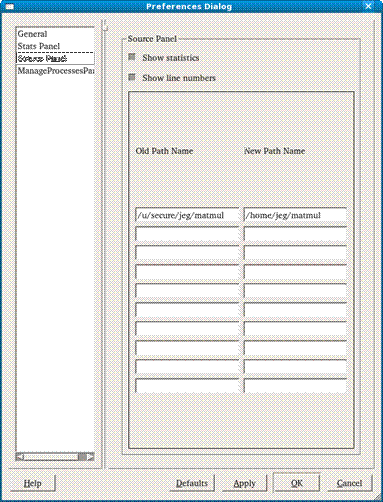 Preferences Dialog
General
Stats Panel
Source Panel
ManageProcessesPan
Source Panel
Show statistics
Show line numbers
Old Path Name New Path Name
/u/secure/jeg/matmul /home/jeg/matmul
Help Defaults Apply OK Cancel